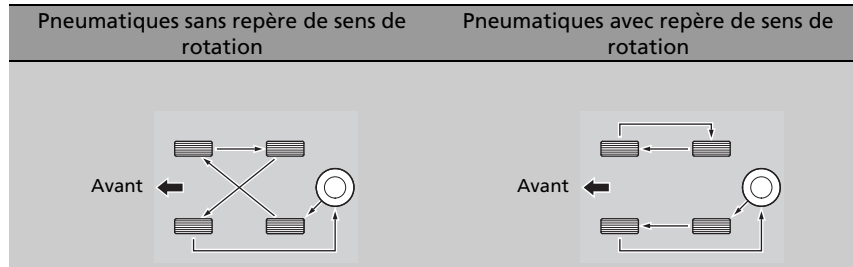 Pneumatiques sans repère de sens de
rotation
Pneumatiques avec repère de sens de
rotation
Avant
Avant